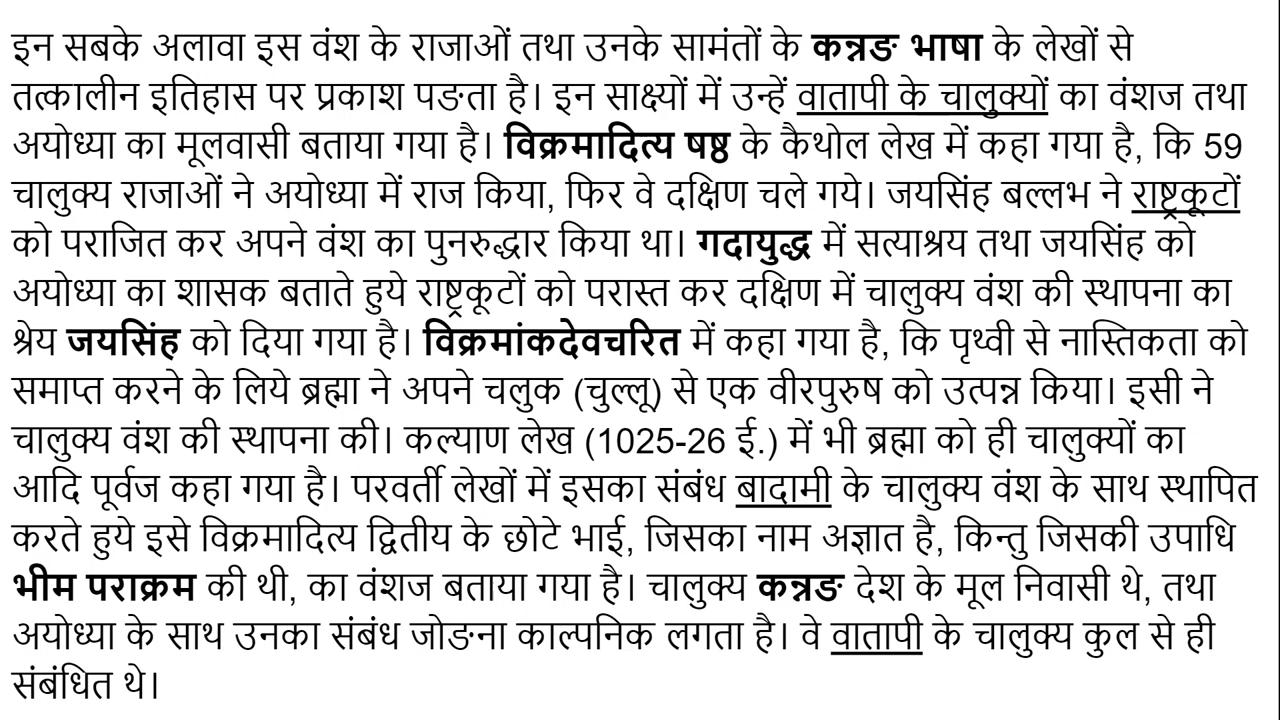 इन सबके अलावा इस वंश के राजाओं तथा उनके सामंतों के कन्नङ भाषा के लेखों से
तत्कालीन इतिहास पर प्रकाश पङता है। इन साक्ष्यों में उन्हें वातापी के चालुक्यों का वंशज तथा
अयोध्या का मूलवासी बताया गया है। विक्रमादित्य षष्ठ के कैथोल लेख में कहा गया है, कि 59
चालुक्य राजाओं ने अयोध्या में राज किया, फिर वे दक्षिण चले गये। जयसिंह बल्लभ ने राष्ट्रकूटों
को पराजित कर अपने वंश का पुनरुद्धार किया था। गदायुद्ध में सत्याश्रय तथा जयसिंह को
अयोध्या का शासक बताते हुये राष्ट्रकूटों को परास्त कर दक्षिण में चालुक्य वंश की स्थापना का
श्रेय जयसिंह को दिया गया है। विक्रमांकदेवचरित में कहा गया है, कि पृथ्वी से नास्तिकता को
समाप्त करने के लिये ब्रह्मा ने अपने चलुक (चुल्लू) से एक वीरपुरुष को उत्पन्न किया। इसी ने
चालुक्य वंश की स्थापना की। कल्याण लेख (1025-26 ई.) में भी ब्रह्मा को ही चालुक्यों का
आदि पूर्वज कहा गया है। परवर्ती लेखों में इसका संबंध बादामी के चालुक्य वंश के साथ स्थापित
करते हुये इसे विक्रमादित्य द्वितीय के छोटे भाई, जिसका नाम अज्ञात है, किन्तु जिसकी उपाधि
भीम पराक्रम की थी, का वंशज बताया गया है। चालुक्य कन्नङ देश के मूल निवासी थे, तथा
अयोध्या के साथ उनका संबंध जोङना काल्पनिक लगता है। वे वातापी के चालुक्य कुल से ही
संबंधित थे।